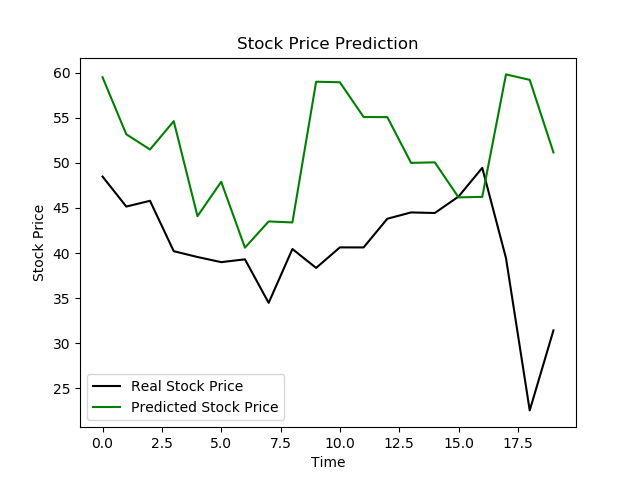 Stock Price Prediction
60
55
50
45
40
35
30
25
Stock Price
Real Stock Price
Predicted Stock Price
0.0 2.5 5.0 7.5 10.0 12.5 15.0 17.5
Time